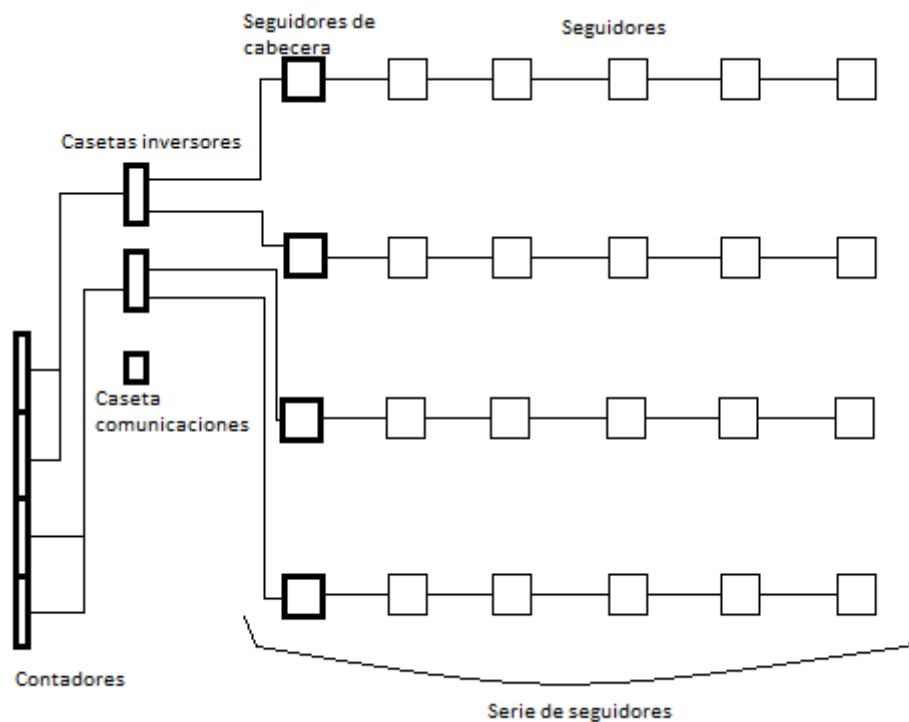 Seguidores de
cabecera
Seguidores
Casetas inversores
Caseta
comunicaciones
Contadores
Serie de seguidores